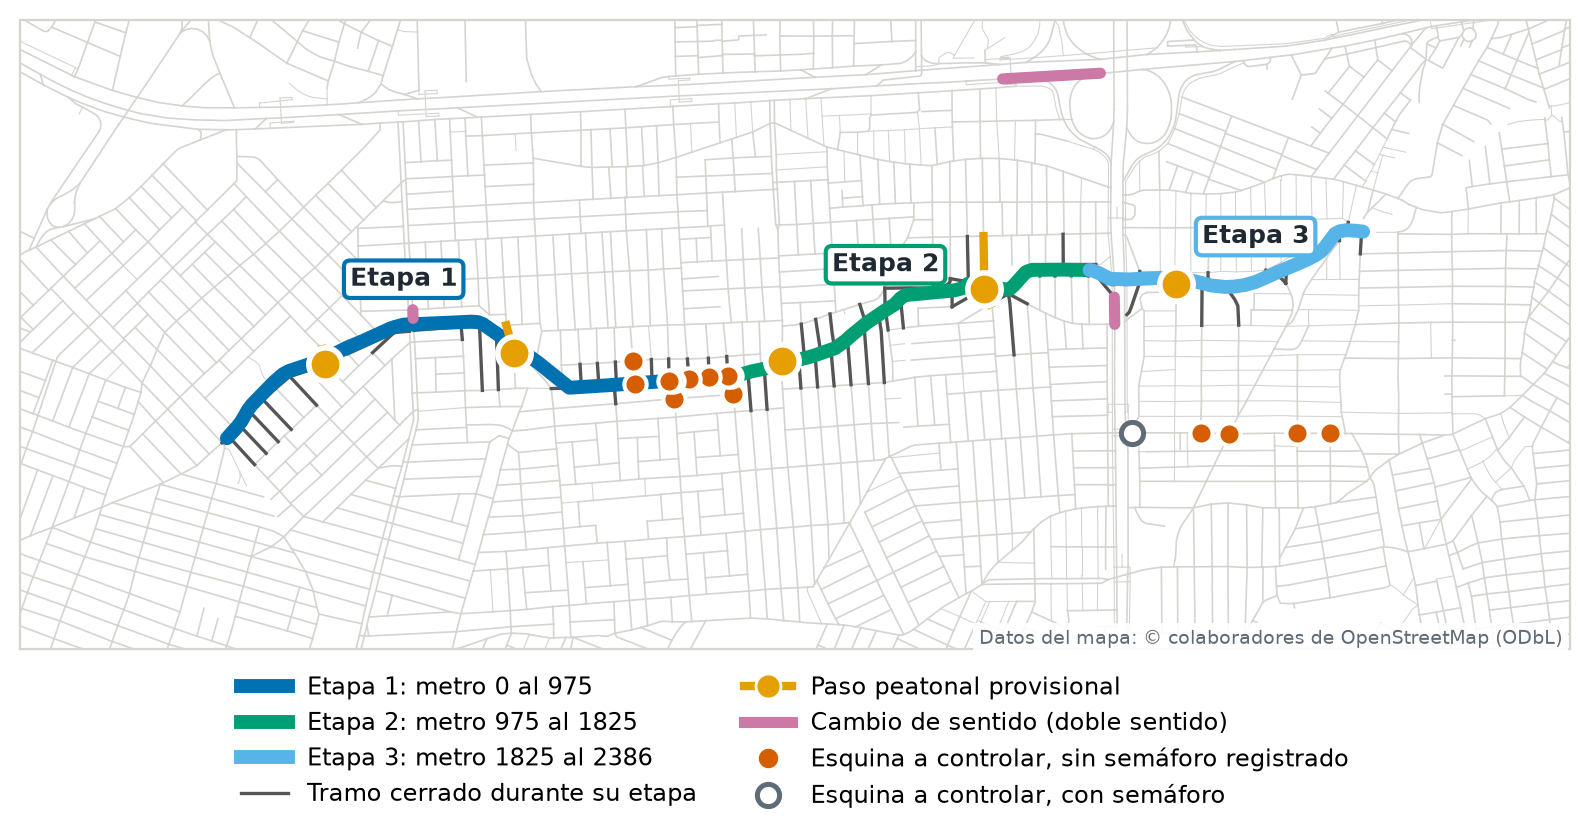 Etapa 1
Etapa 2
Etapa 3
Datos del mapa: © colaboradores de OpenStreetMap (ODbL)
Etapa 1: metro 0 al 975
Etapa 2: metro 975 al 1825
Etapa 3: metro 1825 al 2386
Tramo cerrado durante su etapa
Paso peatonal provisional
Cambio de sentido (doble sentido)
Esquina a controlar, sin semáforo registrado
Esquina a controlar, con semáforo